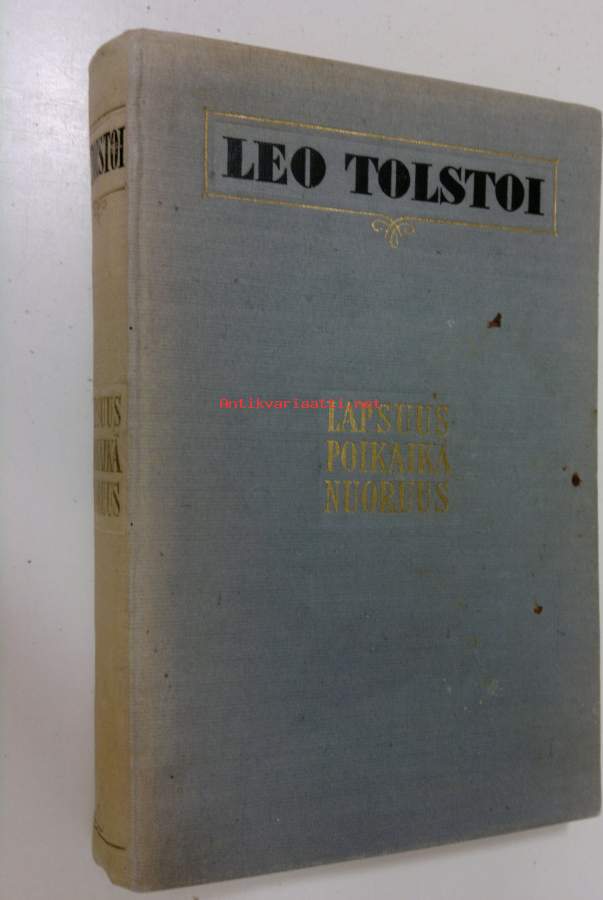 LEO TOLSTOI
Antikvariaatti.net
LAPSUUS
POIKAIKÄ
NUORUUS